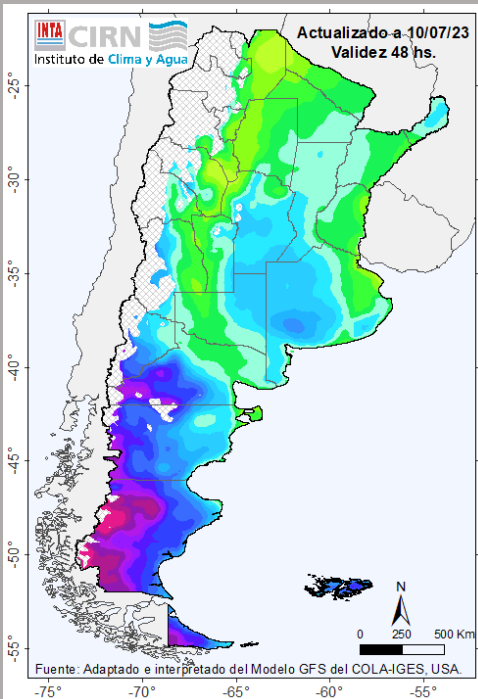 INTA CIRN
Instituto de Clima y Agua
Actualizado a 10/07/23
Validez 48 hs.
-25°
-30°
-35°
-40°
-45°
-50°
-55°
N
0 250 500 Km
Fuente: Adaptado e interpretado del Modelo GFS del COLA-IGES, USA.
-75° -70° -65° -60° -55°